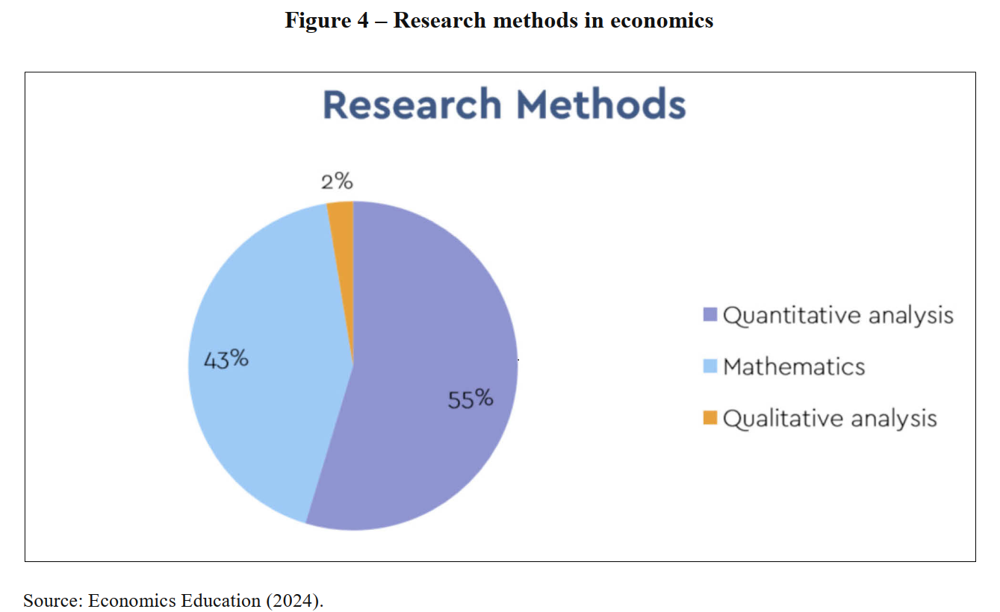 Figure 4 – Research methods in economics
Research Methods
2%
43%
55%
Quantitative analysis
Mathematics
Qualitative analysis
Source: Economics Education (2024).